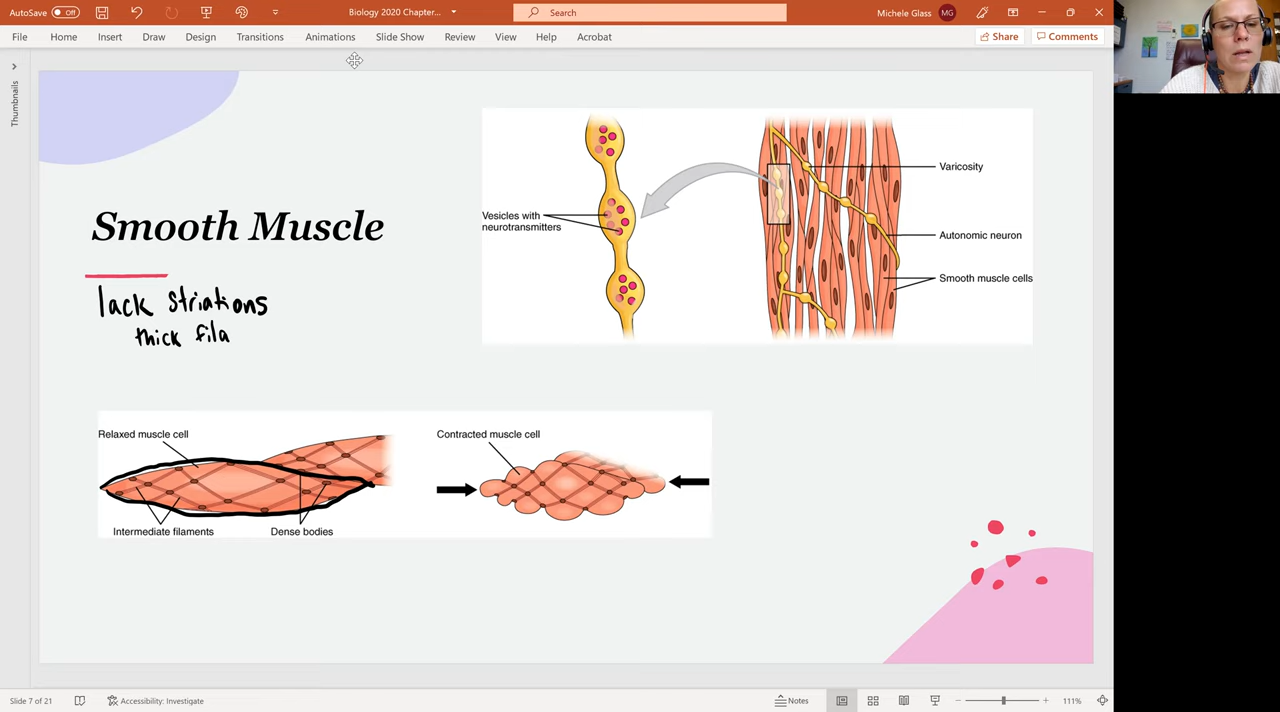 AutoSave Off
Biology 2020 Chapter...
Search
Michele Glass MG
File Home Insert Draw Design Transitions Animations Slide Show Review View Help Acrobat
Share Comments
Thumbnails
Smooth Muscle
lack striations
thick fila
Vesicles with
neurotransmitters
Varicosity
Autonomic neuron
Smooth muscle cells
Relaxed muscle cell
Intermediate filaments
Dense bodies
Contracted muscle cell
Slide 7 of 21 Accessibility: Investigate Notes 111%